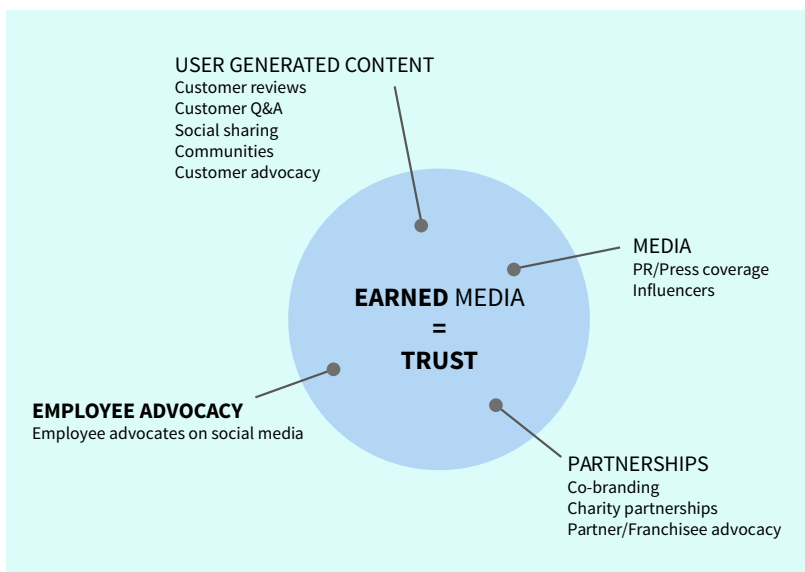 USER GENERATED CONTENT
Customer reviews
Customer Q&A
Social sharing
Communities
Customer advocacy
MEDIA
PR/Press coverage
Influencers
EARNED MEDIA
=
TRUST
EMPLOYEE ADVOCACY
Employee advocates on social media
PARTNERSHIPS
Co-branding
Charity partnerships
Partner/Franchisee advocacy